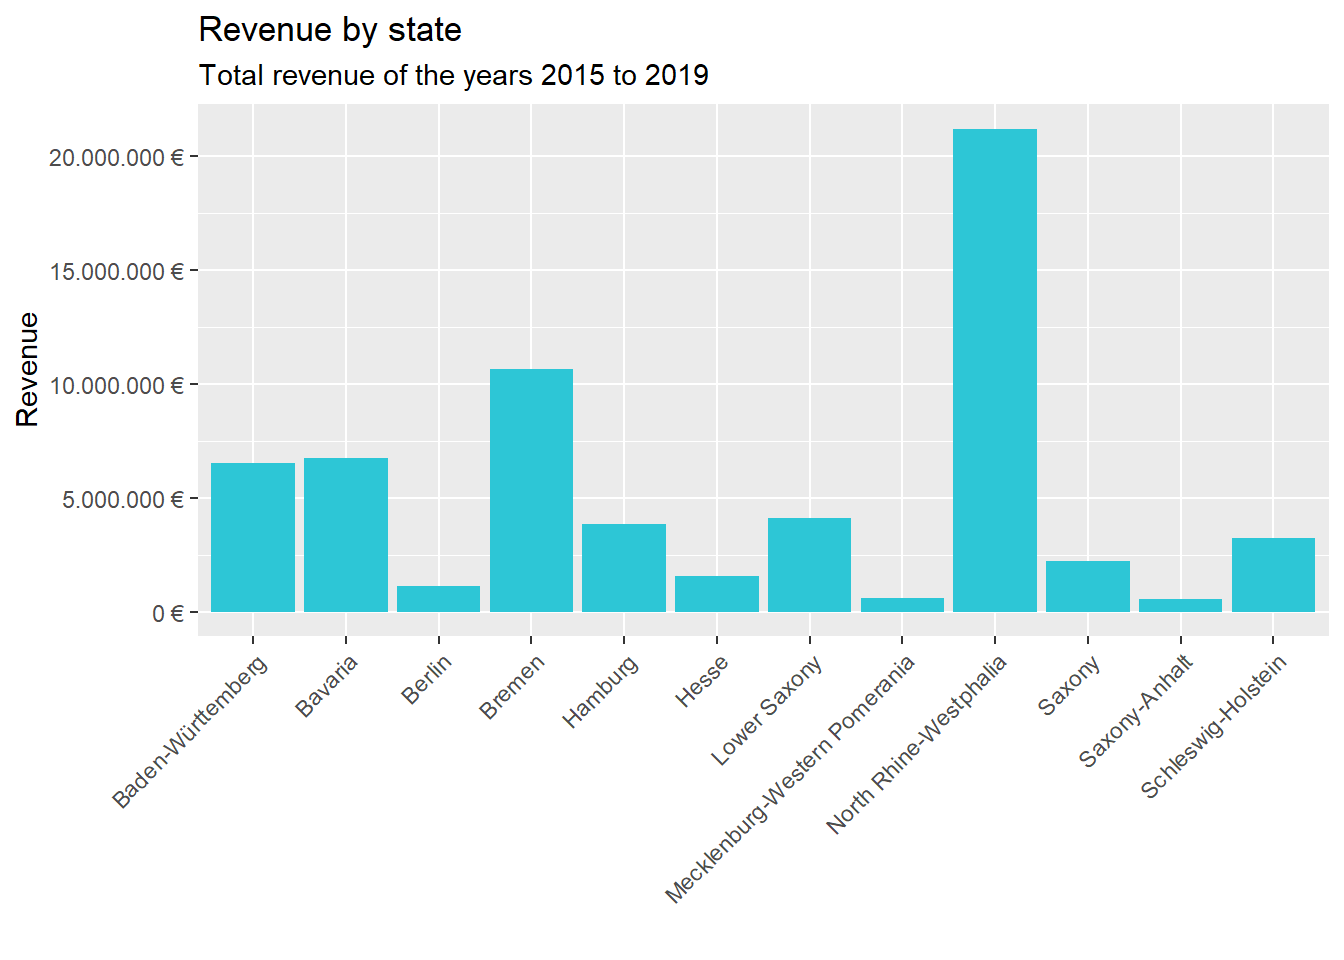 Revenue by state
Total revenue of the years 2015 to 2019
Revenue
20.000.000 €
15.000.000 €
10.000.000 €
5.000.000 €
0 €
Baden-Württemberg
Bavaria
Berlin
Bremen
Hamburg
Hesse
Lower Saxony
Mecklenburg-Western Pomerania
North Rhine-Westphalia
Saxony
Saxony-Anhalt
Schleswig-Holstein